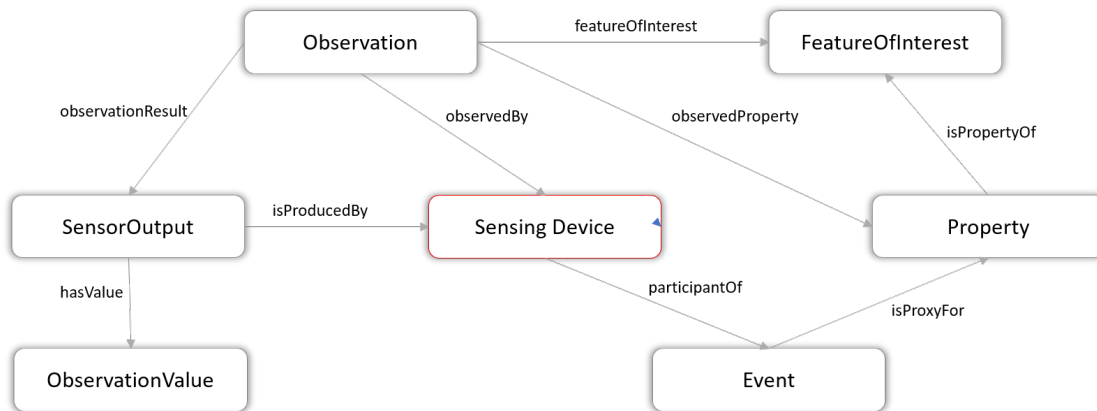 featureOfInterest
Observation
FeatureOfInterest
observationResult
observedBy
observedProperty
isPropertyOf
isProducedBy
SensorOutput
Sensing Device
Property
hasValue
participantOf
isProxyFor
ObservationValue
Event